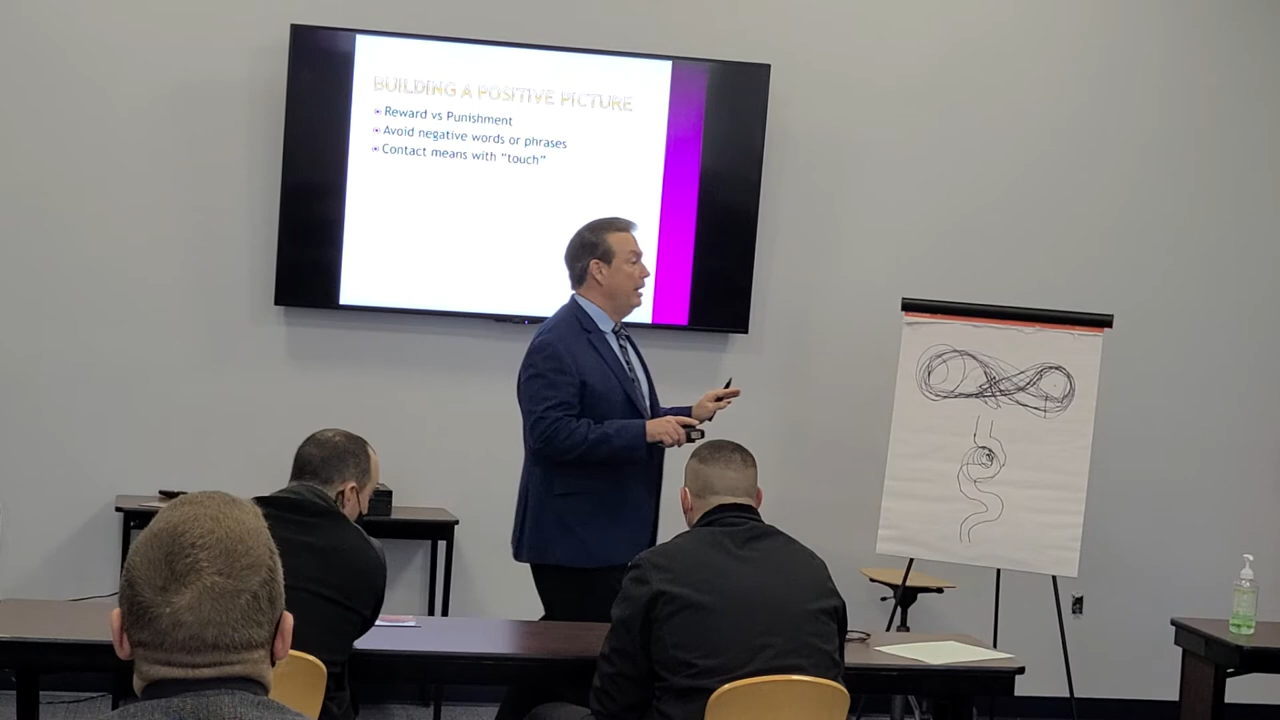 BUILDING A POSITIVE PICTURE
Reward vs Punishment
Avoid negative words or phrases
Contact means with "touch"